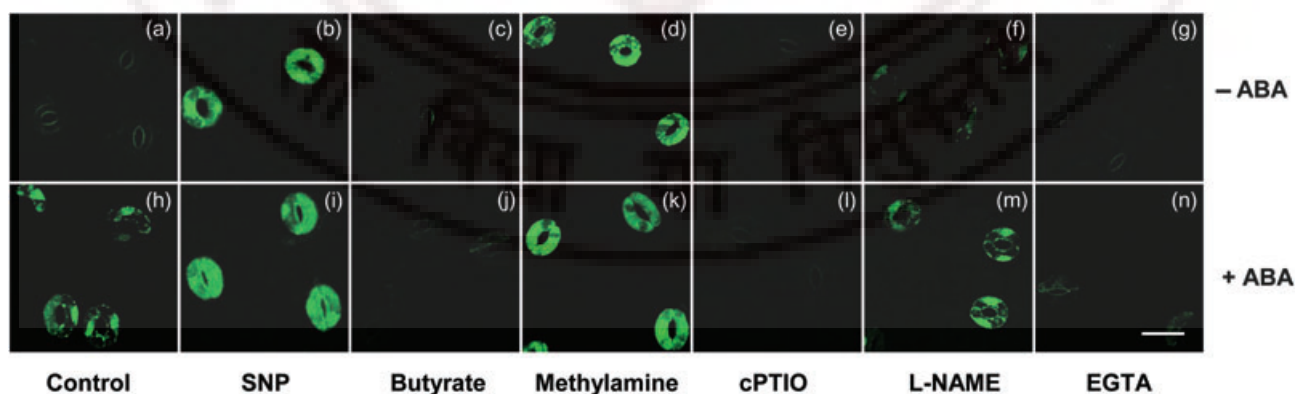 (a) (b) (c) (d) (e) (f) (g)
– ABA
(h) (i) (j) (k) (l) (m) (n)
+ ABA
Control SNP Butyrate Methylamine cPTIO L-NAME EGTA